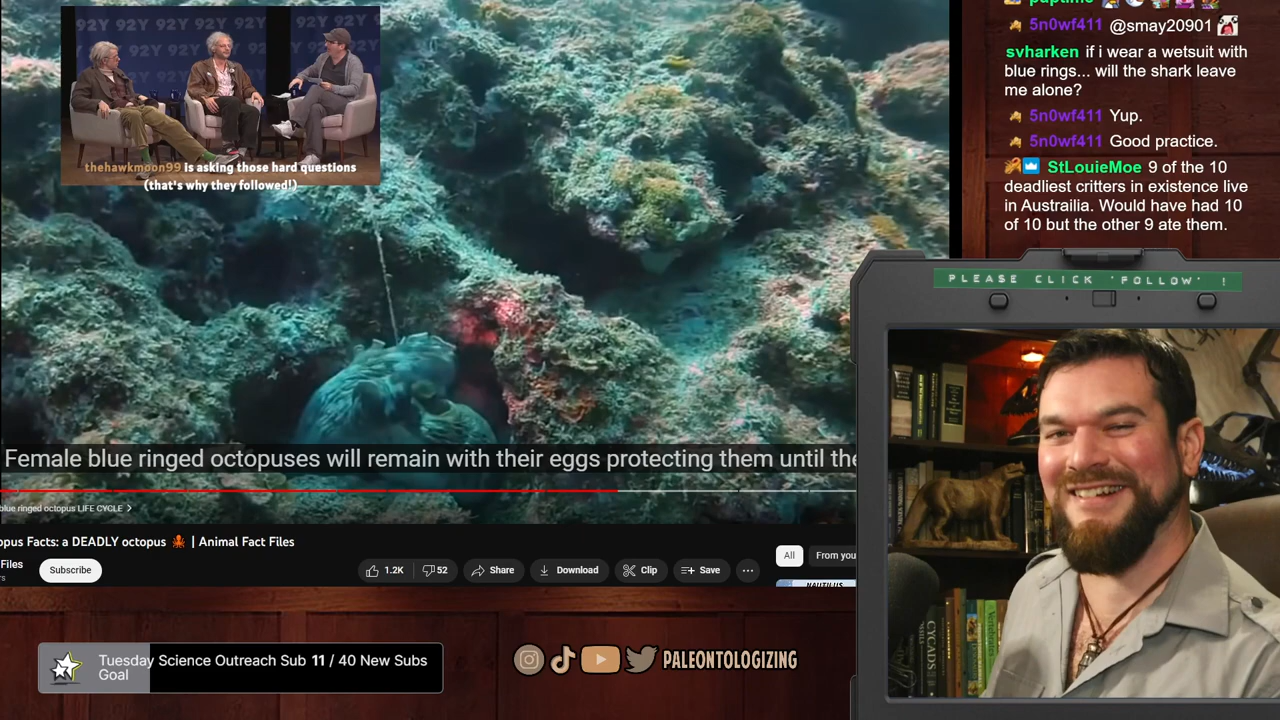 92Y 92Y 92Y 92Y
thehawkmoon99 is asking those hard questions
(that's why they followed!)
5n0wf411 @smay20901
svharken if i wear a wetsuit with
blue rings... will the shark leave
me alone?
5n0wf411 Yup.
5n0wf411 Good practice.
StLouieMoe 9 of the 10
deadliest critters in existence live
in Austrailia. Would have had 10
of 10 but the other 9 ate them.
PLEASE CLICK 'FOLLOW' !
Female blue ringed octopuses will remain with their eggs protecting them until the
blue ringed octopus LIFE CYCLE >
opus Facts: a DEADLY octopus 🐙 | Animal Fact Files
Files
Subscribe
1.2K
52
Share
Download
Clip
Save
All
From you
NAUTILUS
CYCADS
Vertebrates
Tuesday Science Outreach Sub 11 / 40 New Subs
Goal
PALEONTOLOGIZING